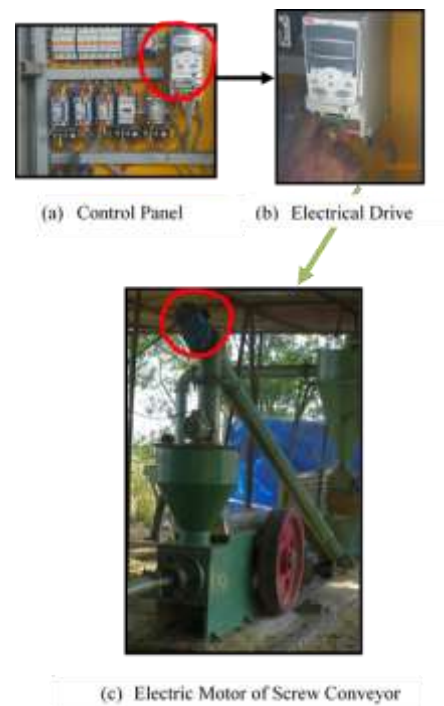 (a) Control Panel
(b) Electrical Drive
(c) Electric Motor of Screw Conveyor